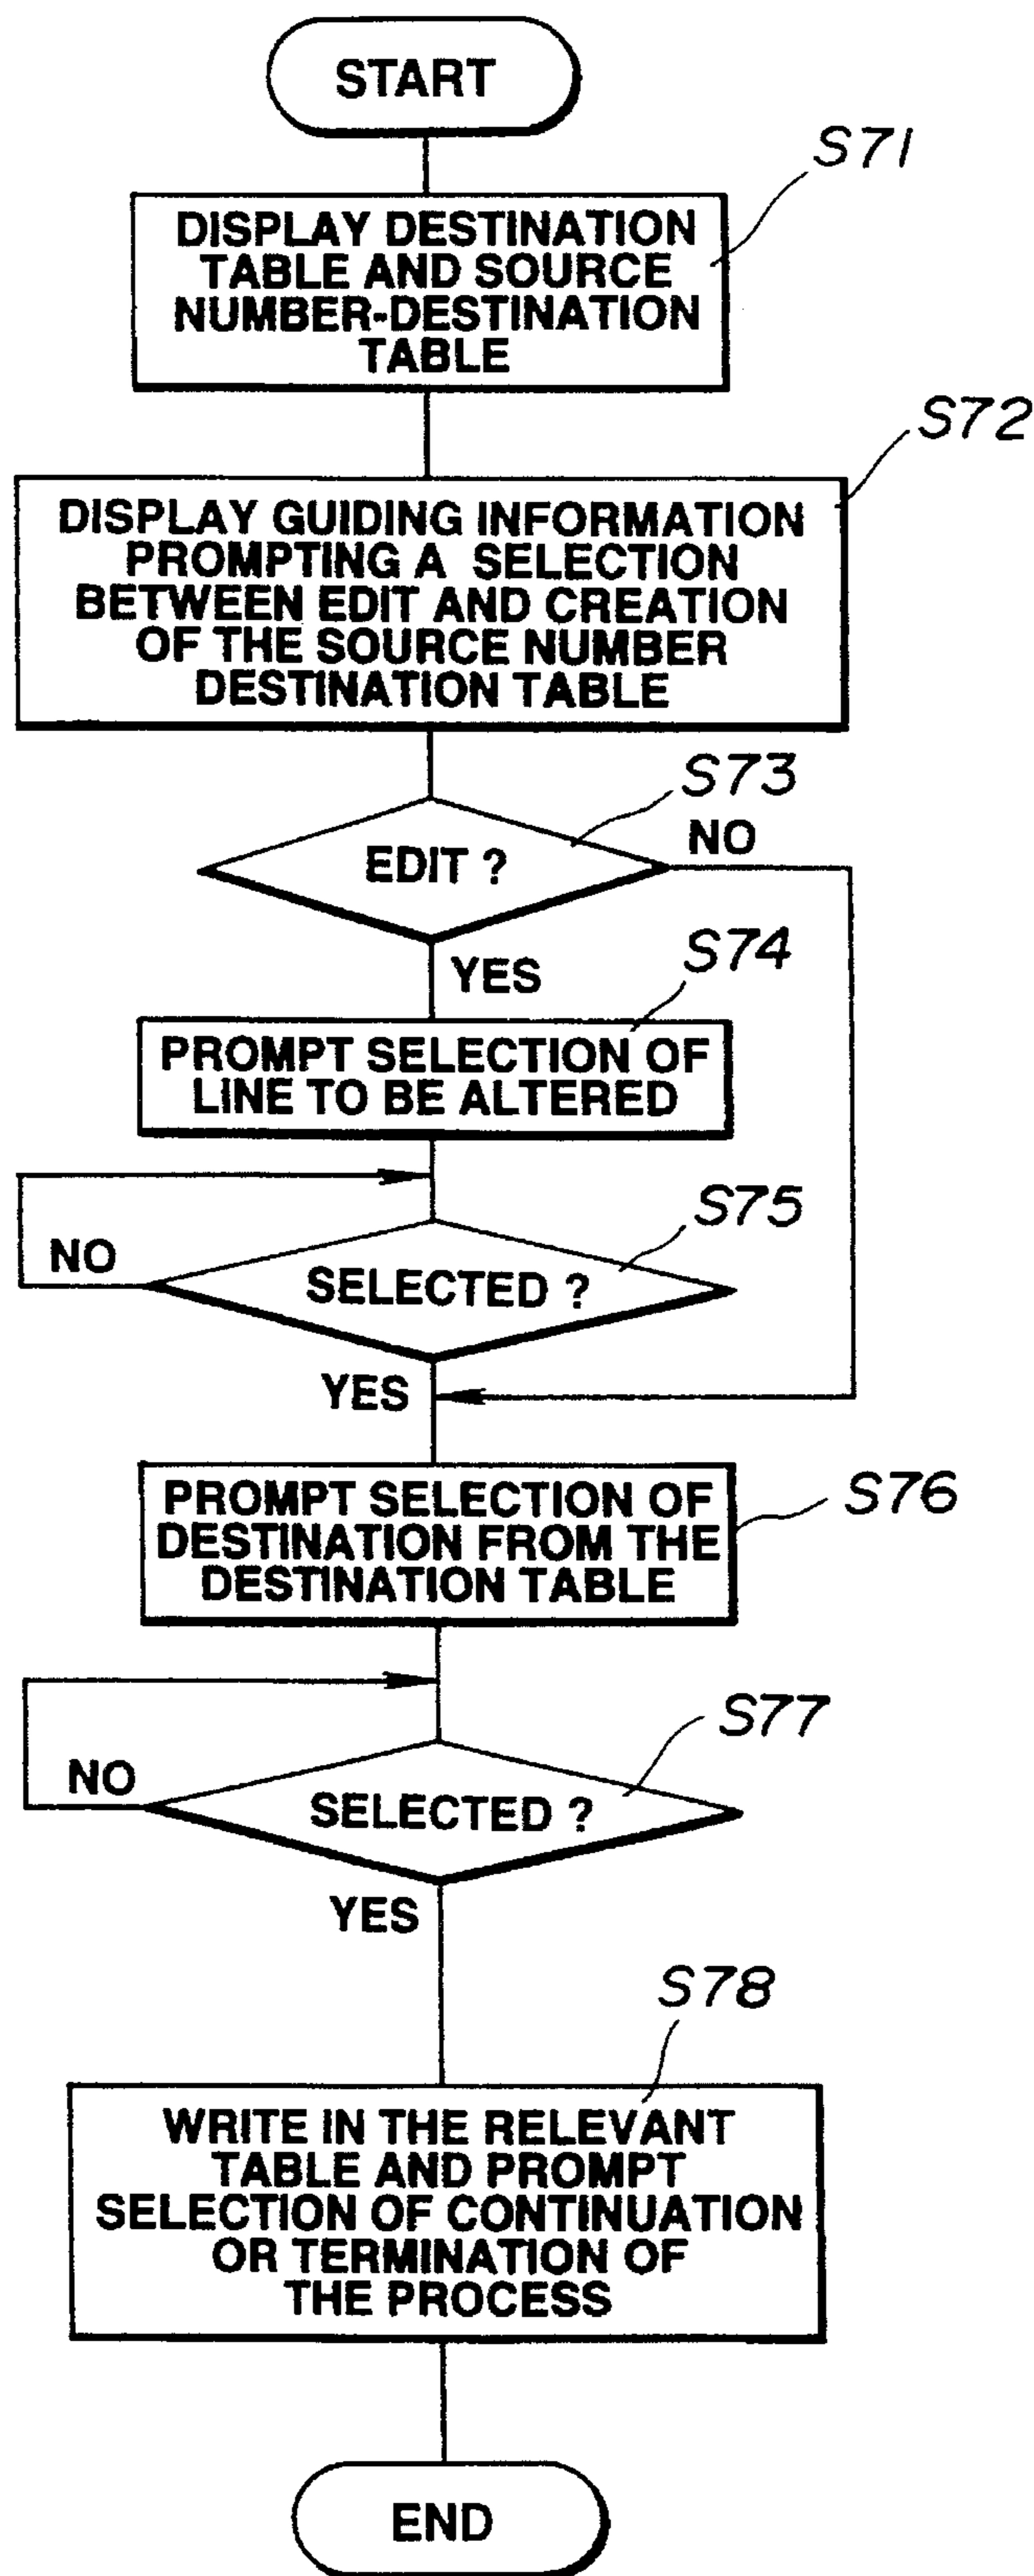 START
S71
DISPLAY DESTINATION
TABLE AND SOURCE
NUMBER-DESTINATION
TABLE
S72
DISPLAY GUIDING INFORMATION
PROMPTING A SELECTION
BETWEEN EDIT AND CREATION
OF THE SOURCE NUMBER
DESTINATION TABLE
S73
EDIT ?
NO
YES
S74
PROMPT SELECTION OF
LINE TO BE ALTERED
S75
NO
SELECTED ?
YES
S76
PROMPT SELECTION OF
DESTINATION FROM THE
DESTINATION TABLE
S77
NO
SELECTED ?
YES
S78
WRITE IN THE RELEVANT
TABLE AND PROMPT
SELECTION OF CONTINUATION
OR TERMINATION OF
THE PROCESS
END